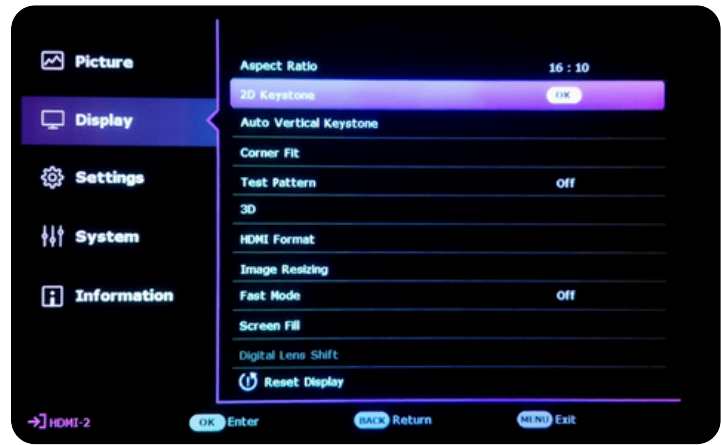 Picture
Display
Settings
System
Information
Aspect Ratio 16 : 10
2D Keystone OK
Auto Vertical Keystone
Corner Fit
Test Pattern Off
3D
HDMI Format
Image Resizing
Fast Mode Off
Screen Fill
Digital Lens Shift
Reset Display
HDMI-2 OK Enter BACK Return MENU Exit